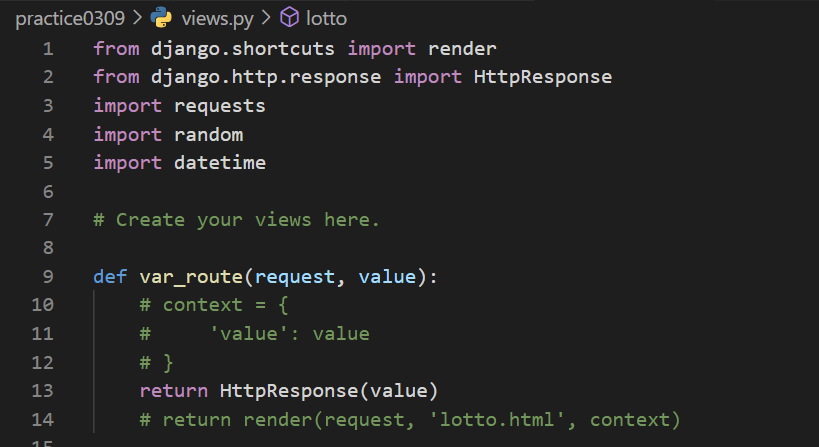 practice0309 > views.py > lotto
1 from django.shortcuts import render
2 from django.http.response import HttpResponse
3 import requests
4 import random
5 import datetime
6
7 # Create your views here.
8
9 def var_route(request, value):
10     # context = {
11     #     'value': value
12     # }
13     return HttpResponse(value)
14     # return render(request, 'lotto.html', context)
15